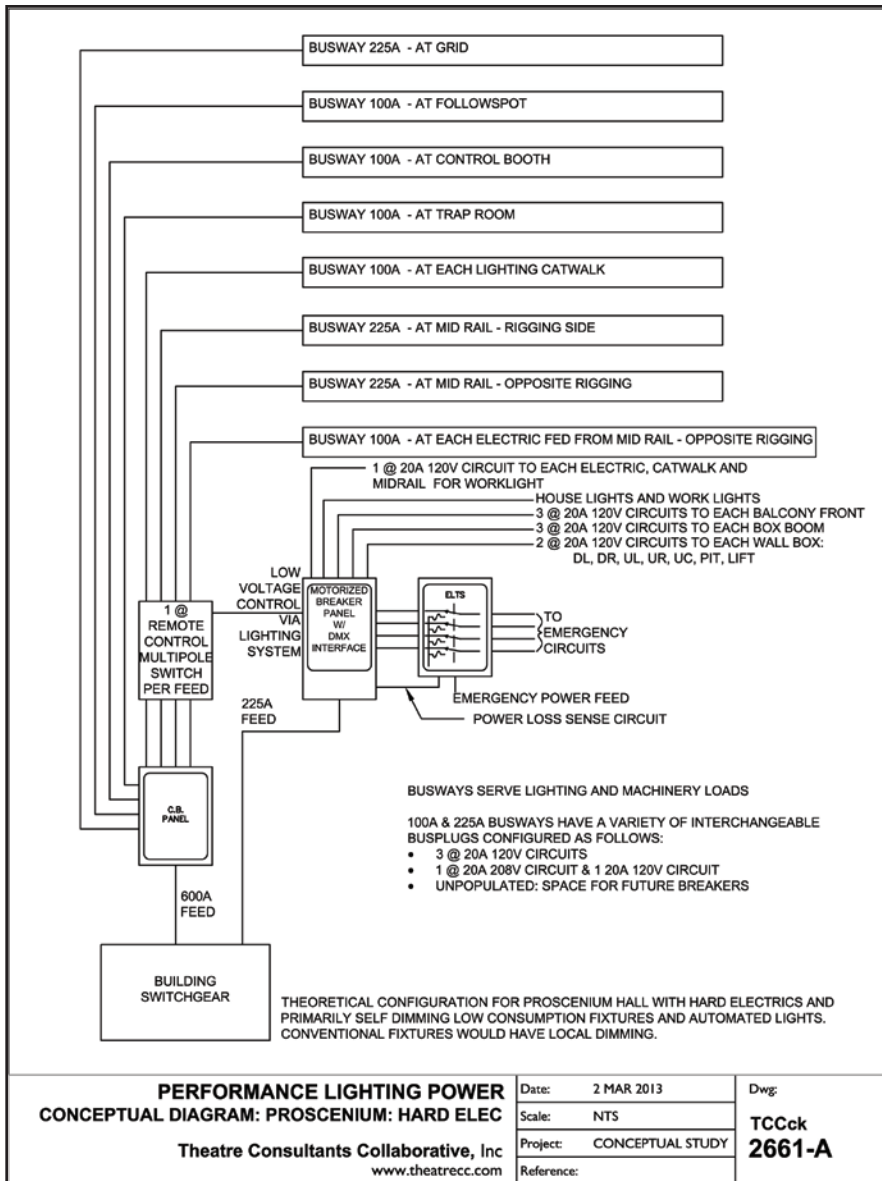 BUSWAY 225A - AT GRID
BUSWAY 100A - AT FOLLOWSPOT
BUSWAY 100A - AT CONTROL BOOTH
BUSWAY 100A - AT TRAP ROOM
BUSWAY 100A - AT EACH LIGHTING CATWALK
BUSWAY 225A - AT MID RAIL - RIGGING SIDE
BUSWAY 225A - AT MID RAIL - OPPOSITE RIGGING
BUSWAY 100A - AT EACH ELECTRIC FED FROM MID RAIL - OPPOSITE RIGGING
1 @ 20A 120V CIRCUIT TO EACH ELECTRIC, CATWALK AND
MIDRAIL FOR WORKLIGHT
HOUSE LIGHTS AND WORK LIGHTS
3 @ 20A 120V CIRCUITS TO EACH BALCONY FRONT
3 @ 20A 120V CIRCUITS TO EACH BOX BOOM
2 @ 20A 120V CIRCUITS TO EACH WALL BOX:
DL, DR, UL, UR, UC, PIT, LIFT
1 @
REMOTE
CONTROL
MULTIPOLE
SWITCH
PER FEED
LOW
VOLTAGE
CONTROL
VIA
LIGHTING
SYSTEM
MOTORIZED
BREAKER
PANEL
W/
DMX
INTERFACE
ELTS
TO
EMERGENCY
CIRCUITS
EMERGENCY POWER FEED
POWER LOSS SENSE CIRCUIT
225A
FEED
C.B.
PANEL
600A
FEED
BUILDING
SWITCHGEAR
BUSWAYS SERVE LIGHTING AND MACHINERY LOADS
100A & 225A BUSWAYS HAVE A VARIETY OF INTERCHANGEABLE
BUSPLUGS CONFIGURED AS FOLLOWS:
• 3 @ 20A 120V CIRCUITS
• 1 @ 20A 208V CIRCUIT & 1 20A 120V CIRCUIT
• UNPOPULATED: SPACE FOR FUTURE BREAKERS
THEORETICAL CONFIGURATION FOR PROSCENIUM HALL WITH HARD ELECTRICS AND
PRIMARILY SELF DIMMING LOW CONSUMPTION FIXTURES AND AUTOMATED LIGHTS.
CONVENTIONAL FIXTURES WOULD HAVE LOCAL DIMMING.
PERFORMANCE LIGHTING POWER
CONCEPTUAL DIAGRAM: PROSCENIUM: HARD ELEC
Theatre Consultants Collaborative, Inc
www.theatrecc.com
Date: 2 MAR 2013
Scale: NTS
Project: CONCEPTUAL STUDY
Reference:
Dwg:
TCCck
2661-A